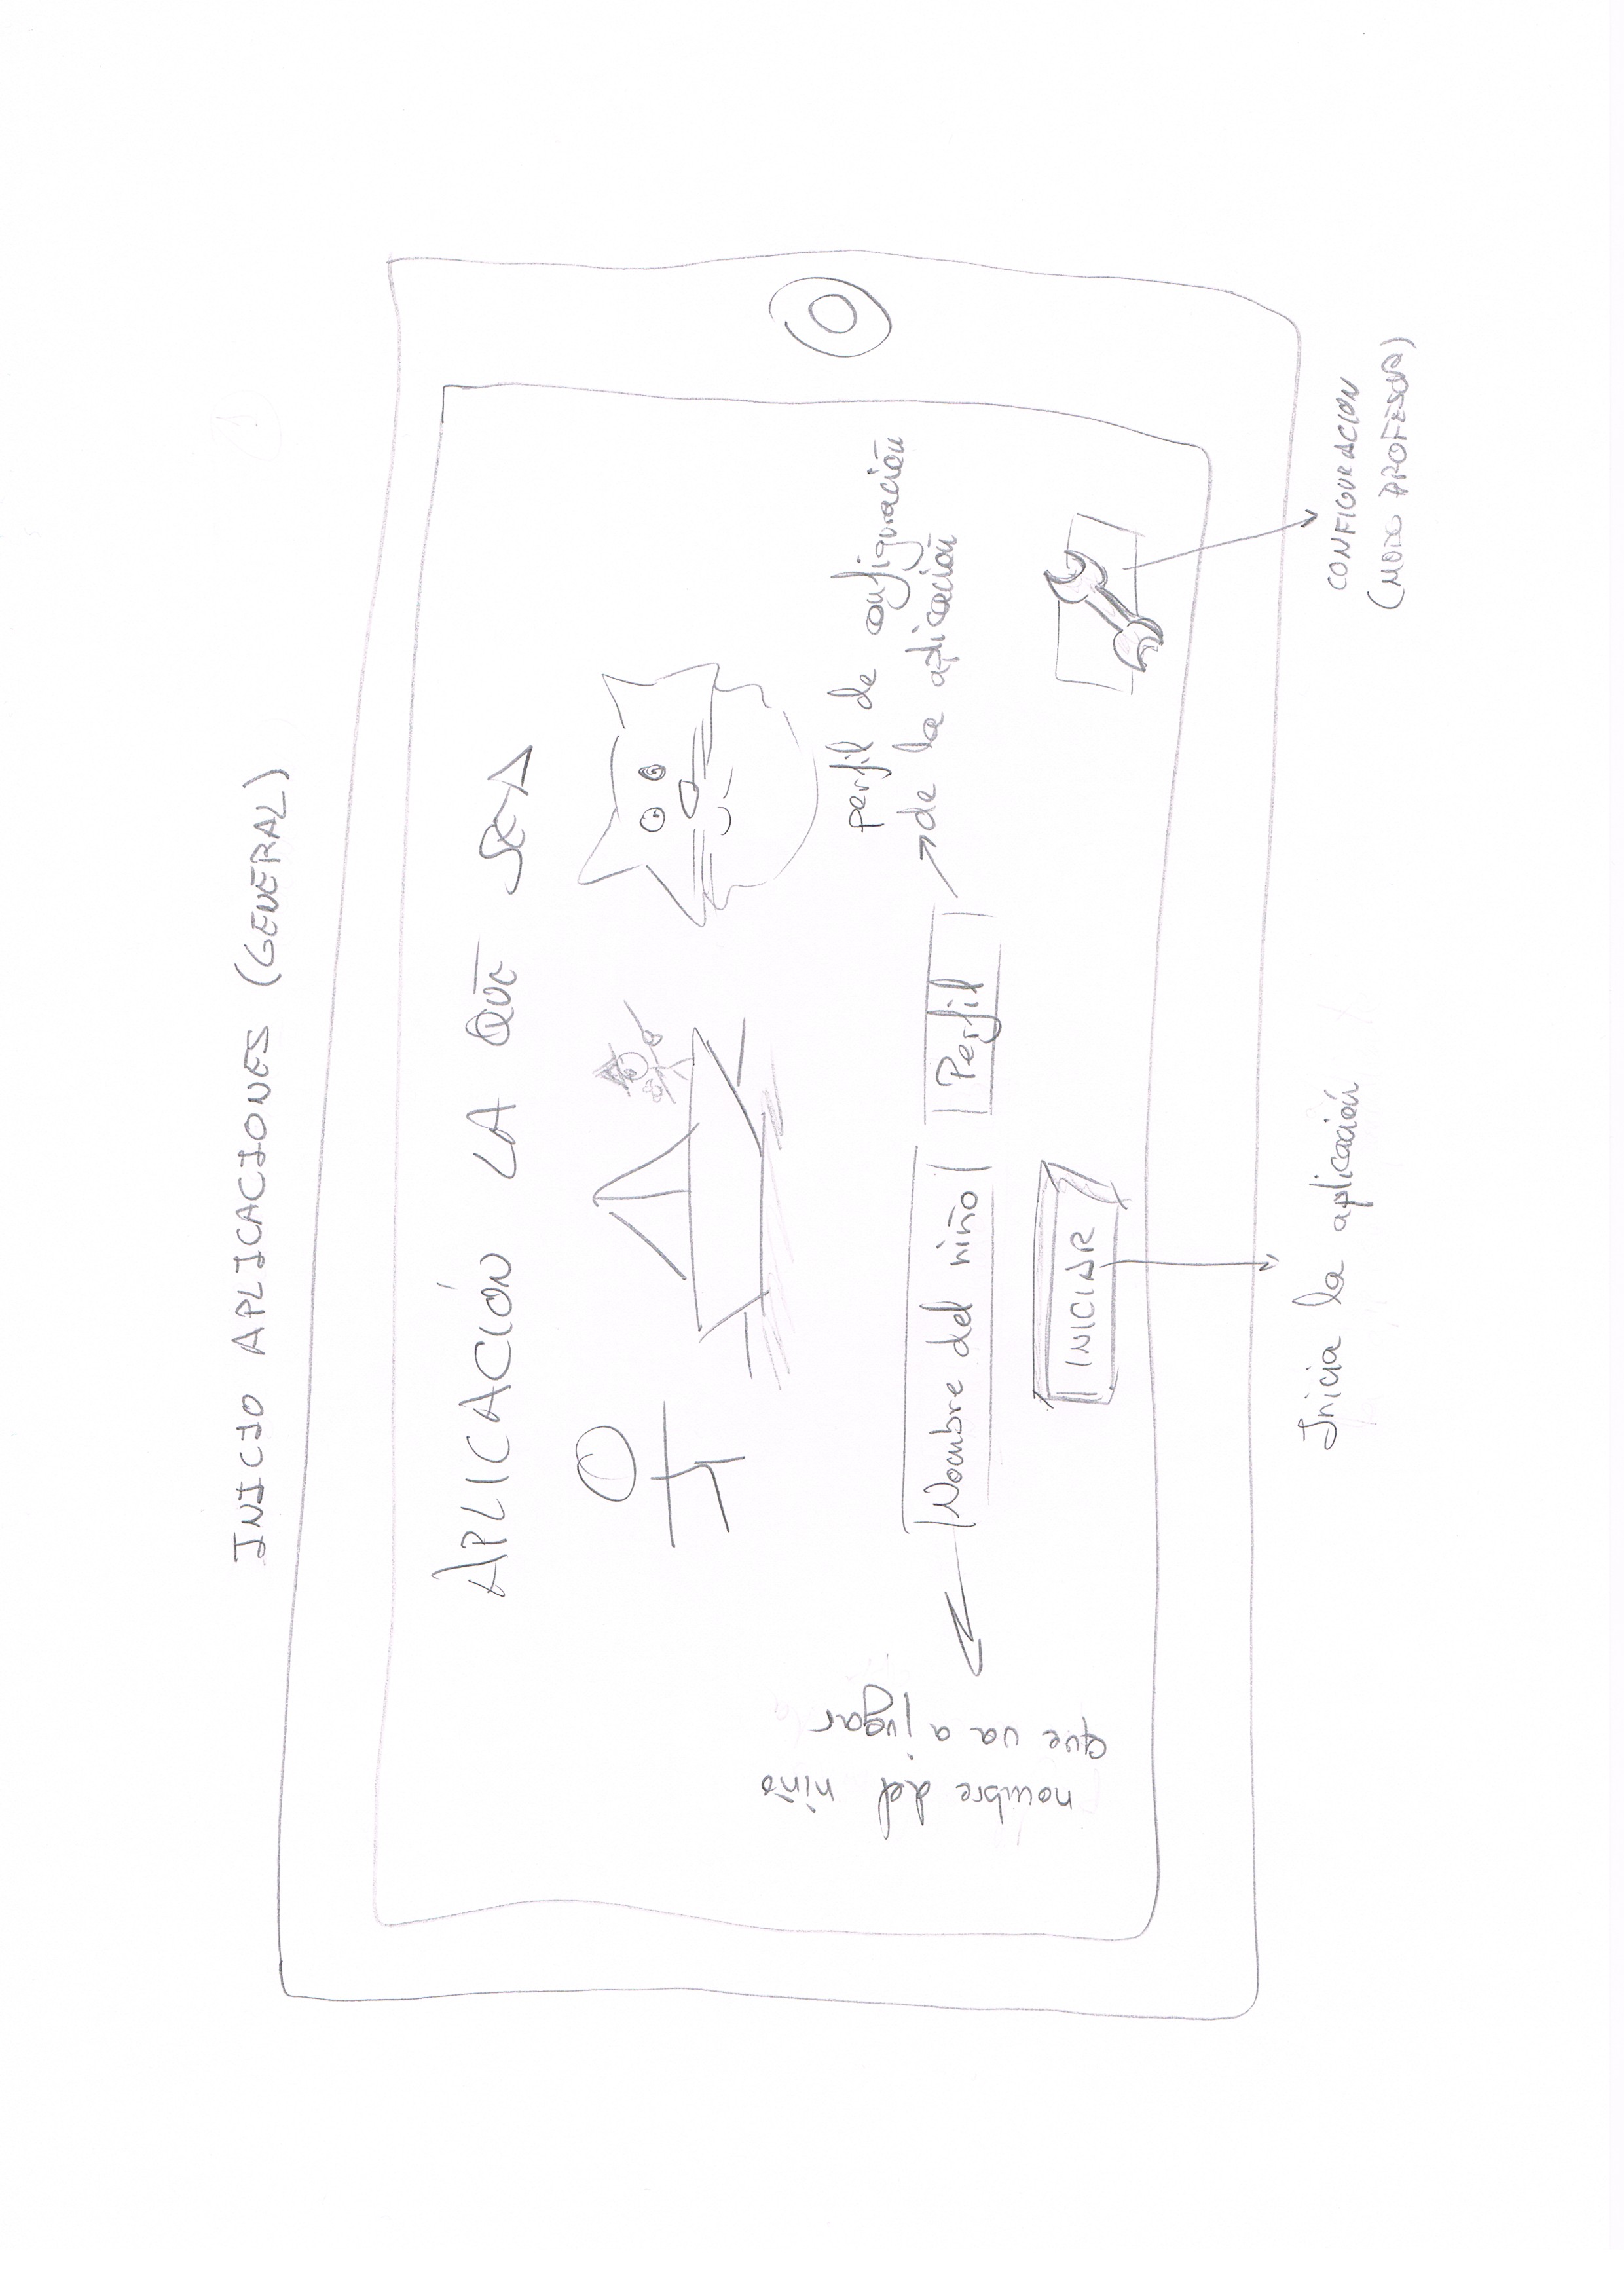 INICIO APLICACIONES (GENERAL)
APLICACIÓN LA QUE SEA
perfil de configuración
de la aplicación
Nombre del niño
Perfil
nombre del niño
que va a jugar
INICIAR
Inicia la aplicación
CONFIGURACION
(MODO PROFESOR)